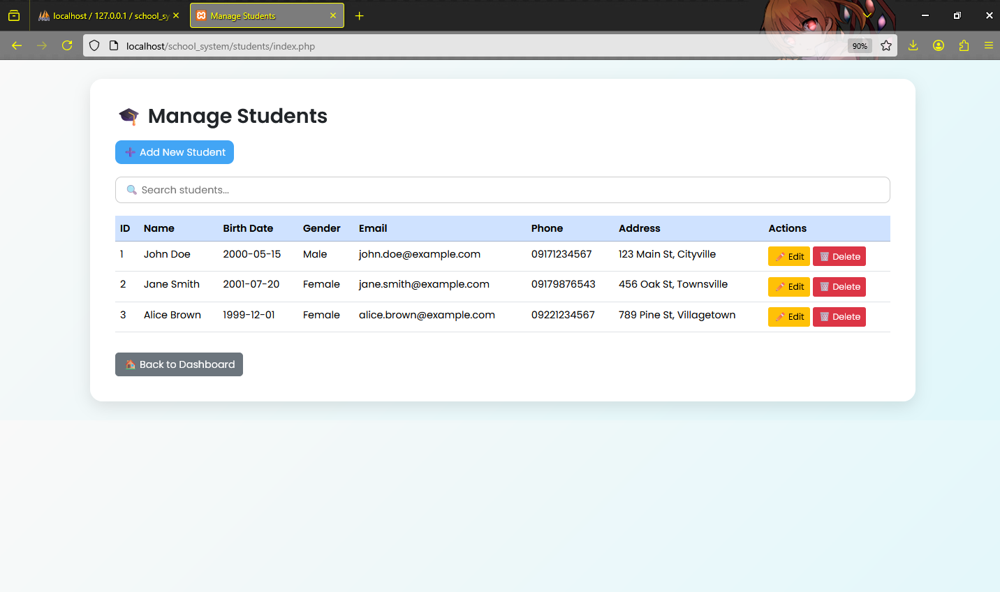 localhost / 127.0.0.1 / school_sy
Manage Students
localhost/school_system/students/index.php
90%
Manage Students
Add New Student
Search students...
ID Name Birth Date Gender Email Phone Address Actions
1 John Doe 2000-05-15 Male john.doe@example.com 09171234567 123 Main St, Cityville Edit Delete
2 Jane Smith 2001-07-20 Female jane.smith@example.com 09179876543 456 Oak St, Townsville Edit Delete
3 Alice Brown 1999-12-01 Female alice.brown@example.com 09221234567 789 Pine St, Villagetown Edit Delete
Back to Dashboard